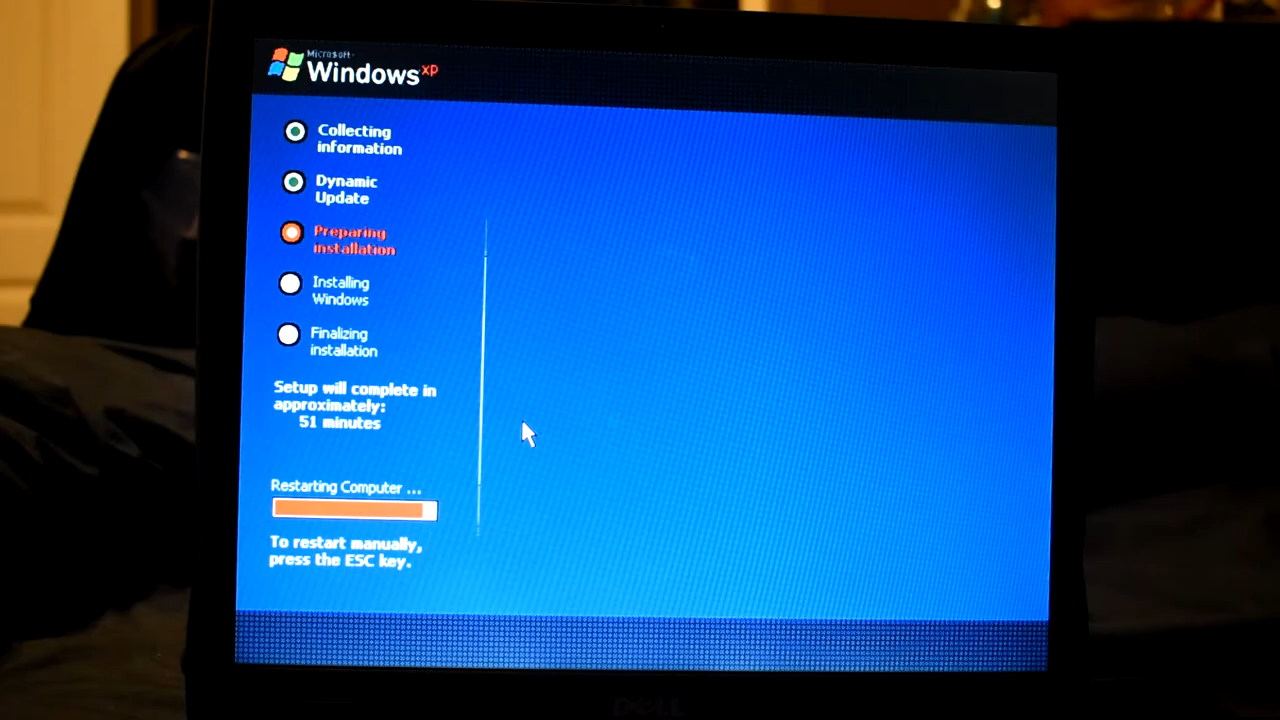 Microsoft
Windows xp
Collecting
information
Dynamic
Update
Preparing
installation
Installing
Windows
Finalizing
installation
Setup will complete in
approximately:
51 minutes
Restarting Computer ...
To restart manually,
press the ESC key.
DELL